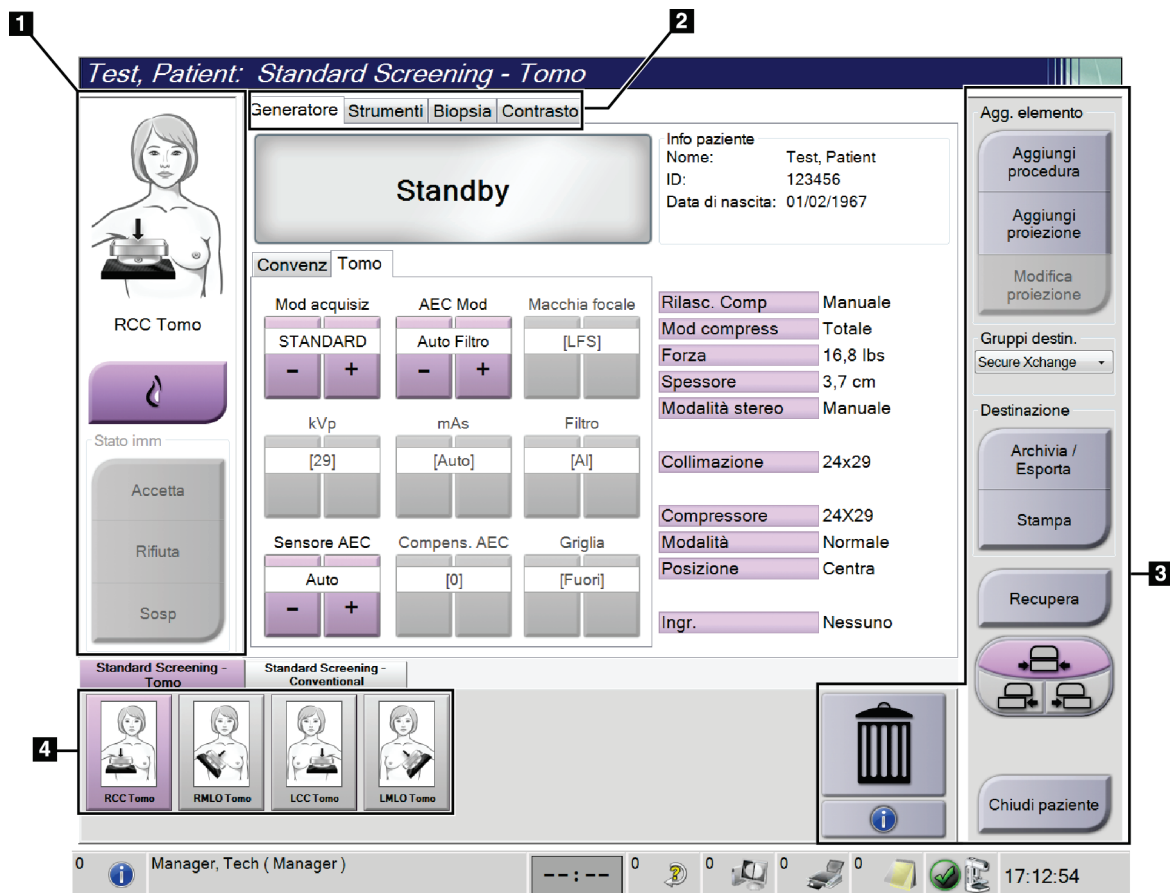 1
2
Test, Patient: Standard Screening - Tomo
Generatore Strumenti Biopsia Contrasto
Standby
Info paziente
Nome: Test, Patient
ID: 123456
Data di nascita: 01/02/1967
RCC Tomo
Stato imm
Accetta
Rifiuta
Sosp
Convenz Tomo
Mod acquisiz AEC Mod Macchia focale
STANDARD Auto Filtro [LFS]
- + - +
kVp mAs Filtro
[29] [Auto] [Al]
Sensore AEC Compens. AEC Griglia
Auto [0] [Fuori]
- +
Rilasc. Comp Manuale
Mod compress Totale
Forza 16,8 lbs
Spessore 3,7 cm
Modalità stereo Manuale
Collimazione 24x29
Compressore 24X29
Modalità Normale
Posizione Centra
Ingr. Nessuno
Agg. elemento
Aggiungi
procedura
Aggiungi
proiezione
Modifica
proiezione
Gruppi destin.
Secure Xchange
Destinazione
Archivia /
Esporta
Stampa
3
Recupera
Chiudi paziente
Standard Screening -
Tomo
Standard Screening -
Conventional
4
RCC Tomo RMLO Tomo LCC Tomo LMLO Tomo
0 Manager, Tech ( Manager ) --:-- 0 0 0 0 17:12:54